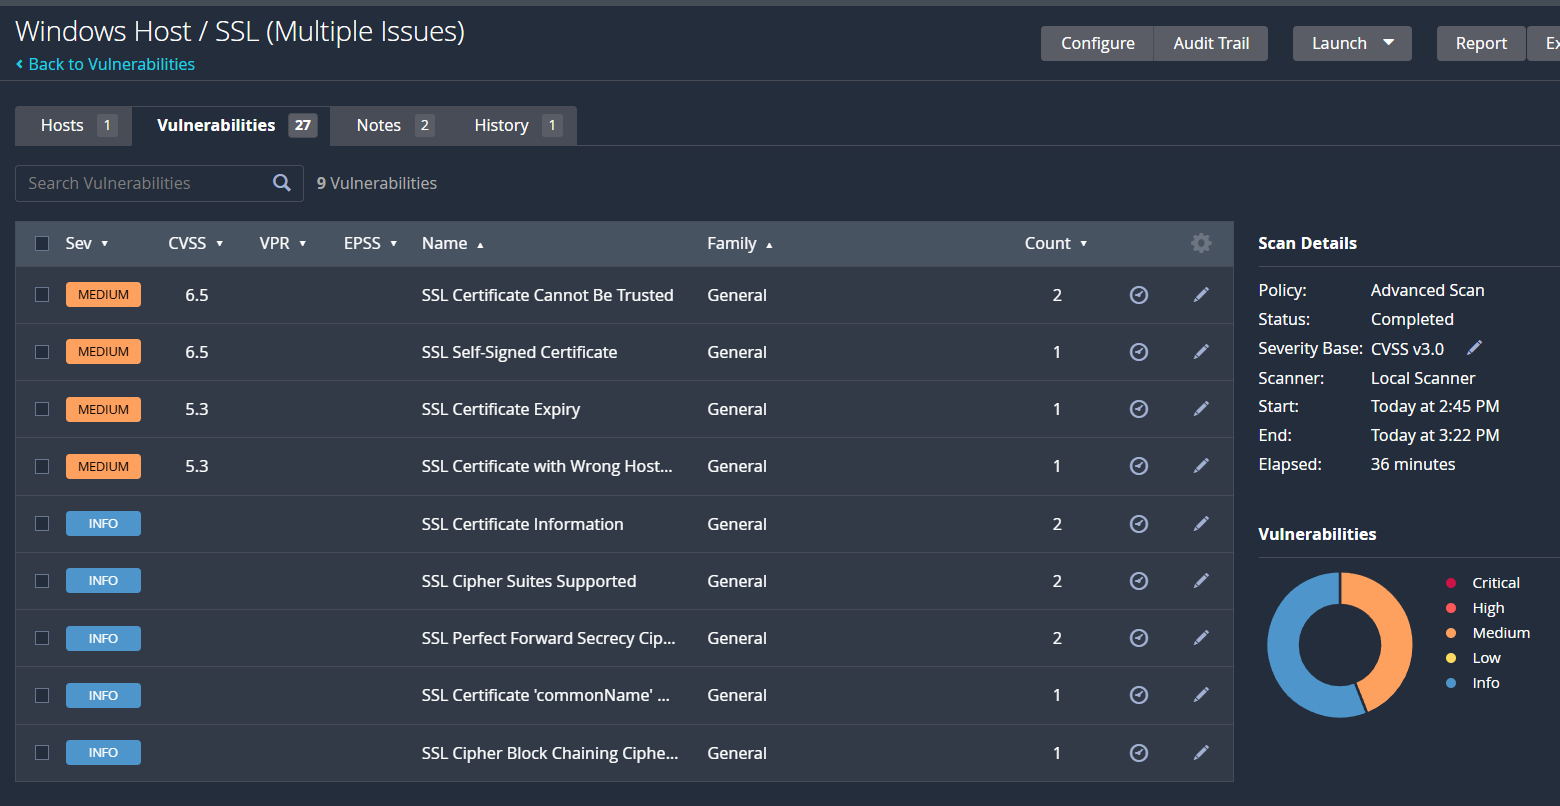 Windows Host / SSL (Multiple Issues)
Back to Vulnerabilities
Configure Audit Trail Launch Report
Hosts 1 Vulnerabilities 27 Notes 2 History 1
Search Vulnerabilities 9 Vulnerabilities
Sev CVSS VPR EPSS Name Family Count
MEDIUM 6.5 SSL Certificate Cannot Be Trusted General 2
MEDIUM 6.5 SSL Self-Signed Certificate General 1
MEDIUM 5.3 SSL Certificate Expiry General 1
MEDIUM 5.3 SSL Certificate with Wrong Host... General 1
INFO SSL Certificate Information General 2
INFO SSL Cipher Suites Supported General 2
INFO SSL Perfect Forward Secrecy Cip... General 2
INFO SSL Certificate 'commonName' ... General 1
INFO SSL Cipher Block Chaining Ciphe... General 1
Scan Details
Policy: Advanced Scan
Status: Completed
Severity Base: CVSS v3.0
Scanner: Local Scanner
Start: Today at 2:45 PM
End: Today at 3:22 PM
Elapsed: 36 minutes
Vulnerabilities
Critical
High
Medium
Low
Info